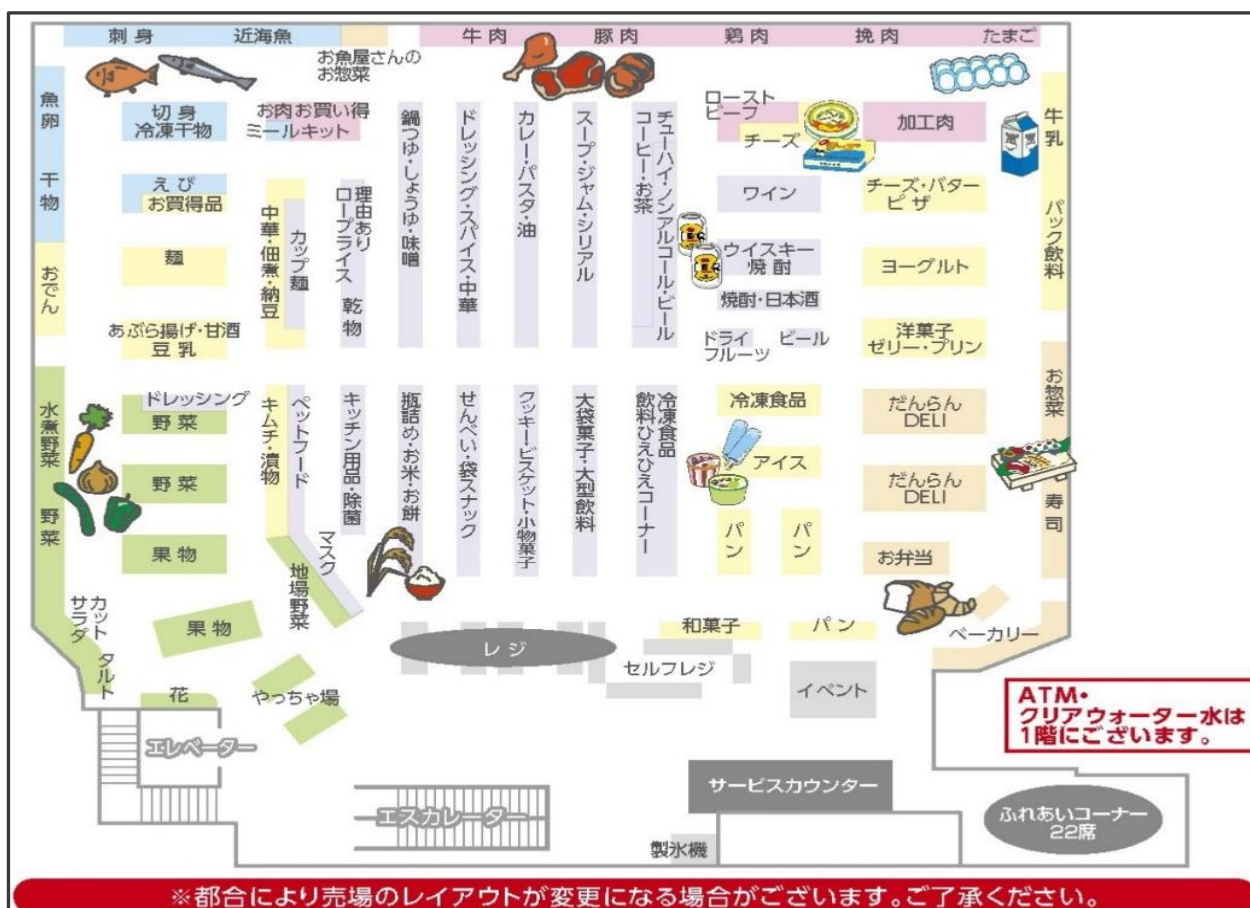 刺身
近海魚
お魚屋さんの
お惣菜
牛肉
豚肉
鶏肉
挽肉
たまご
魚卵
干物
おでん
切身
冷凍干物
お肉お買い得
ミールキット
えび
お買得品
麺
あぶら揚げ・甘酒
豆乳
中華・佃煮・納豆
カップ麺
理由あり
ロープライス
乾物
鍋つゆ・しょうゆ・味噌
ドレッシング・スパイス・中華
カレー・パスタ・油
スープ・ジャム・シリアル
チューハイ・ノンアルコール・ビール
コーヒー・お茶
ロースト
ビーフ
チーズ
加工肉
牛乳
パック飲料
ワイン
チーズ・バター
ピザ
ウイスキー
焼酎
ヨーグルト
焼酎・日本酒
ドライ
フルーツ
ビール
洋菓子
ゼリー・プリン
水煮野菜
野菜
ドレッシング
野菜
野菜
果物
キムチ・漬物
ペットフード
キッチン用品・除菌
瓶詰め・お米・お餅
せんべい・袋スナック
クッキー・ビスケット・小物菓子
大袋菓子・大型飲料
冷凍食品
飲料ひえひえコーナー
冷凍食品
アイス
パン
パン
だんらん
DELI
だんらん
DELI
お弁当
お惣菜
寿司
マスク
地場野菜
カット
サラダ
タルト
果物
花
やっちゃ場
レジ
セルフレジ
和菓子
パン
ベーカリー
イベント
ATM・
クリアウォーター水は
1階にございます。
エレベーター
エスカレーター
サービスカウンター
製氷機
ふれあいコーナー
22席
※都合により売場のレイアウトが変更になる場合がございます。ご了承ください。